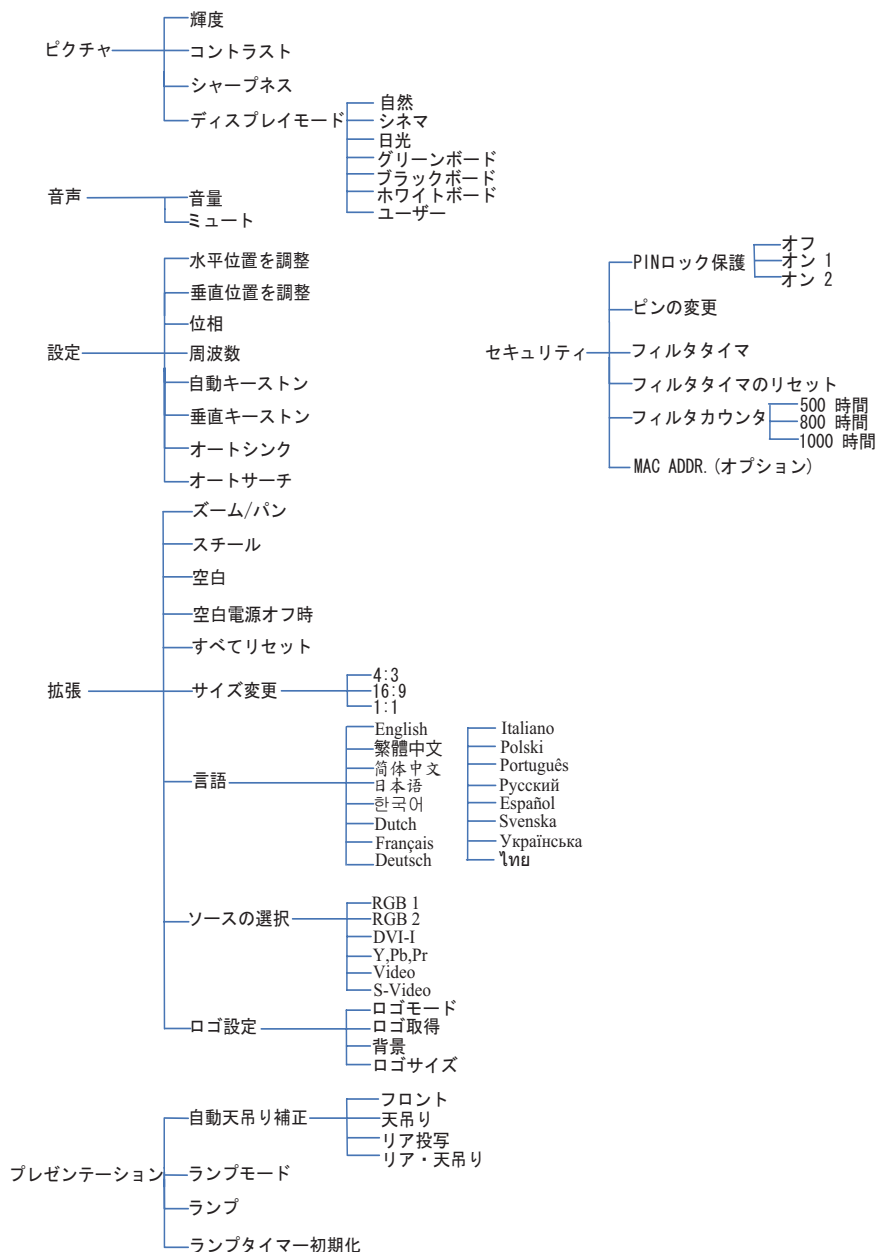 ピクチャ
輝度
コントラスト
シャープネス
ディスプレイモード
自然
シネマ
日光
グリーンボード
ブラックボード
ホワイトボード
ユーザー
音声
音量
ミュート
設定
水平位置を調整
垂直位置を調整
位相
周波数
自動キーストン
垂直キーストン
オートシンク
オートサーチ
セキュリティ
PINロック保護
オフ
オン 1
オン 2
ピンの変更
フィルタタイマ
フィルタタイマのリセット
フィルタカウンタ
500 時間
800 時間
1000 時間
MAC ADDR.(オプション)
拡張
ズーム/パン
スチール
空白
空白電源オフ時
すべてリセット
サイズ変更
4:3
16:9
1:1
言語
English
繁體中文
简体中文
日本语
한국어
Dutch
Français
Deutsch
Italiano
Polski
Português
Русский
Español
Svenska
Українська
ไทย
ソースの選択
RGB 1
RGB 2
DVI-I
Y,Pb,Pr
Video
S-Video
ロゴ設定
ロゴモード
ロゴ取得
背景
ロゴサイズ
プレゼンテーション
自動天吊り補正
フロント
天吊り
リア投写
リア・天吊り
ランプモード
ランプ
ランプタイマー初期化